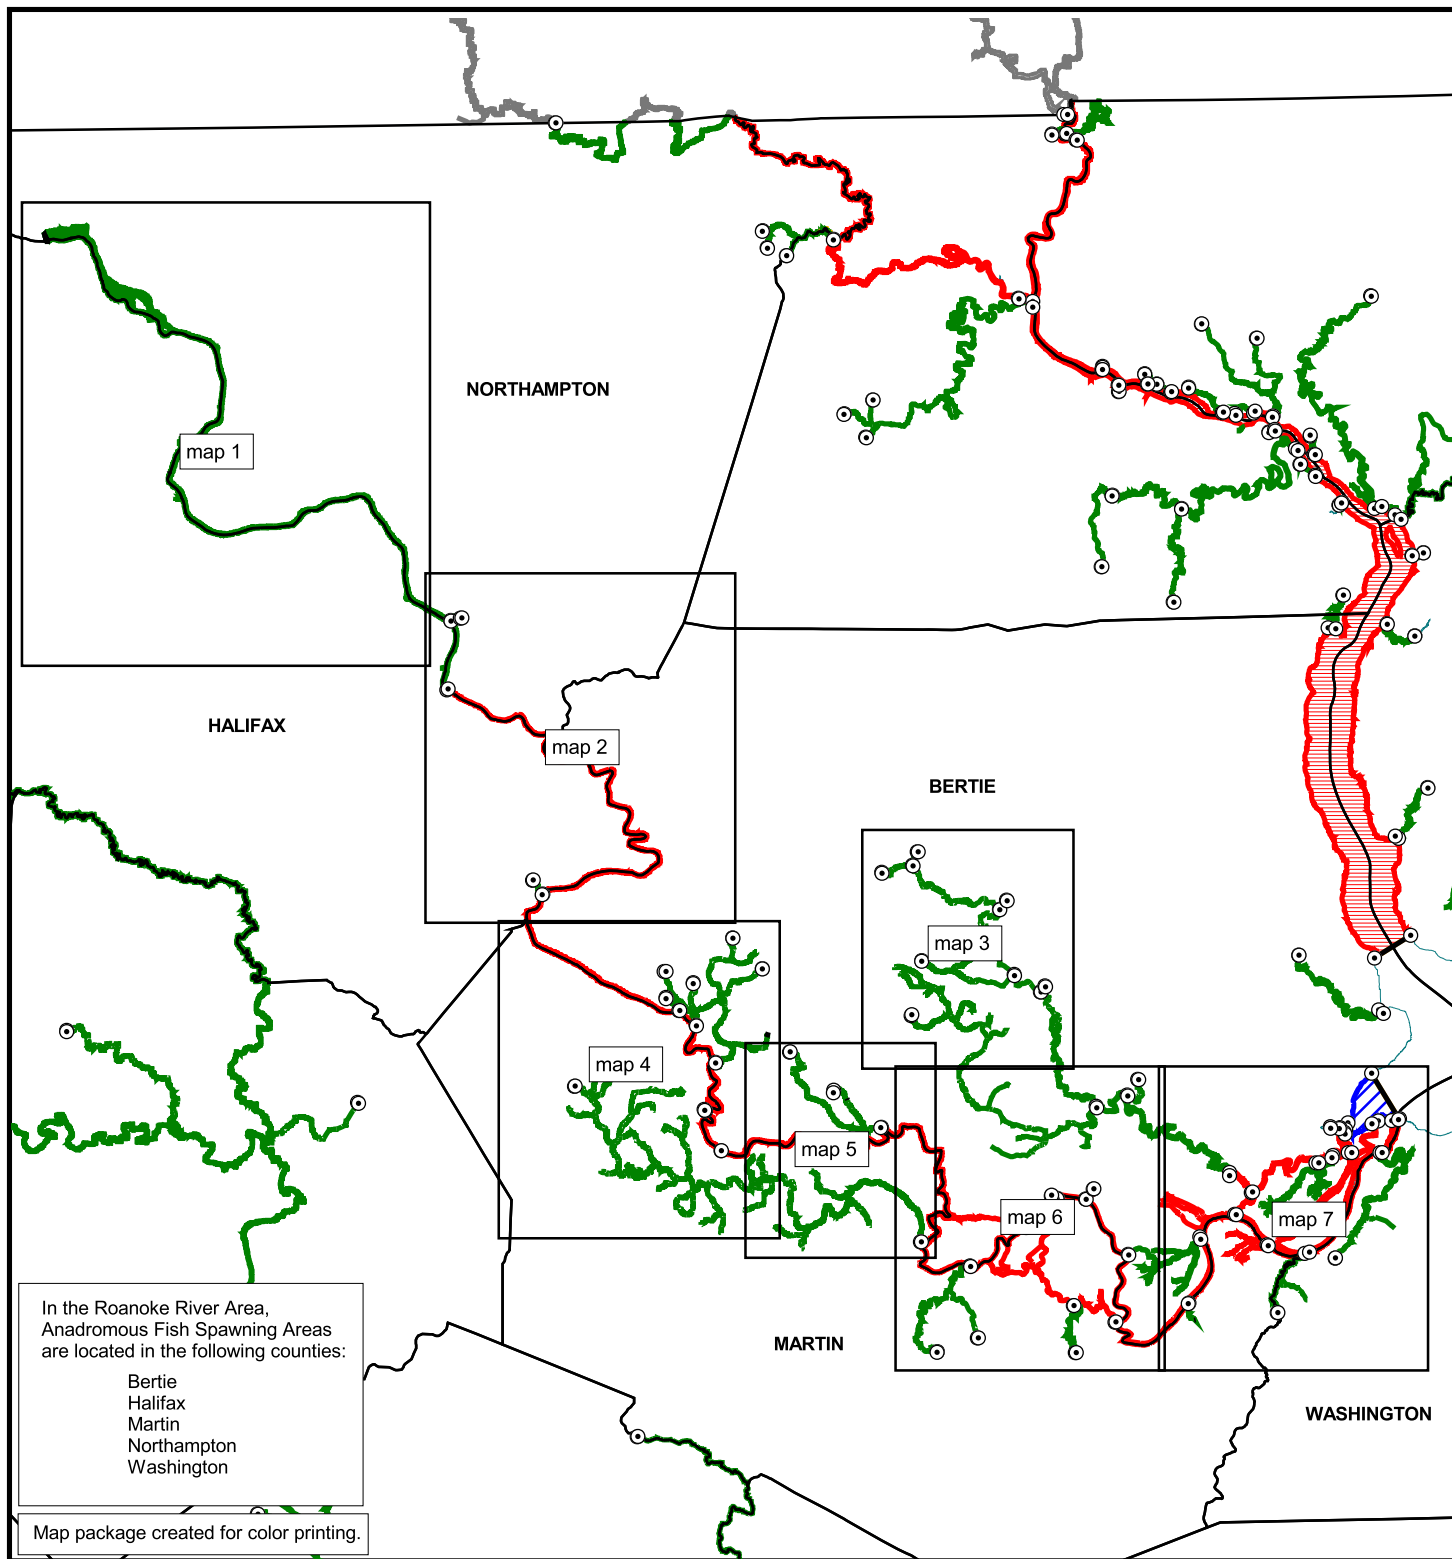 NORTHAMPTON
map 1
HALIFAX
map 2
BERTIE
map 3
map 4
map 5
map 6
map 7
MARTIN
WASHINGTON
In the Roanoke River Area,
Anadromous Fish Spawning Areas
are located in the following counties:
Bertie
Halifax
Martin
Northampton
Washington
Map package created for color printing.